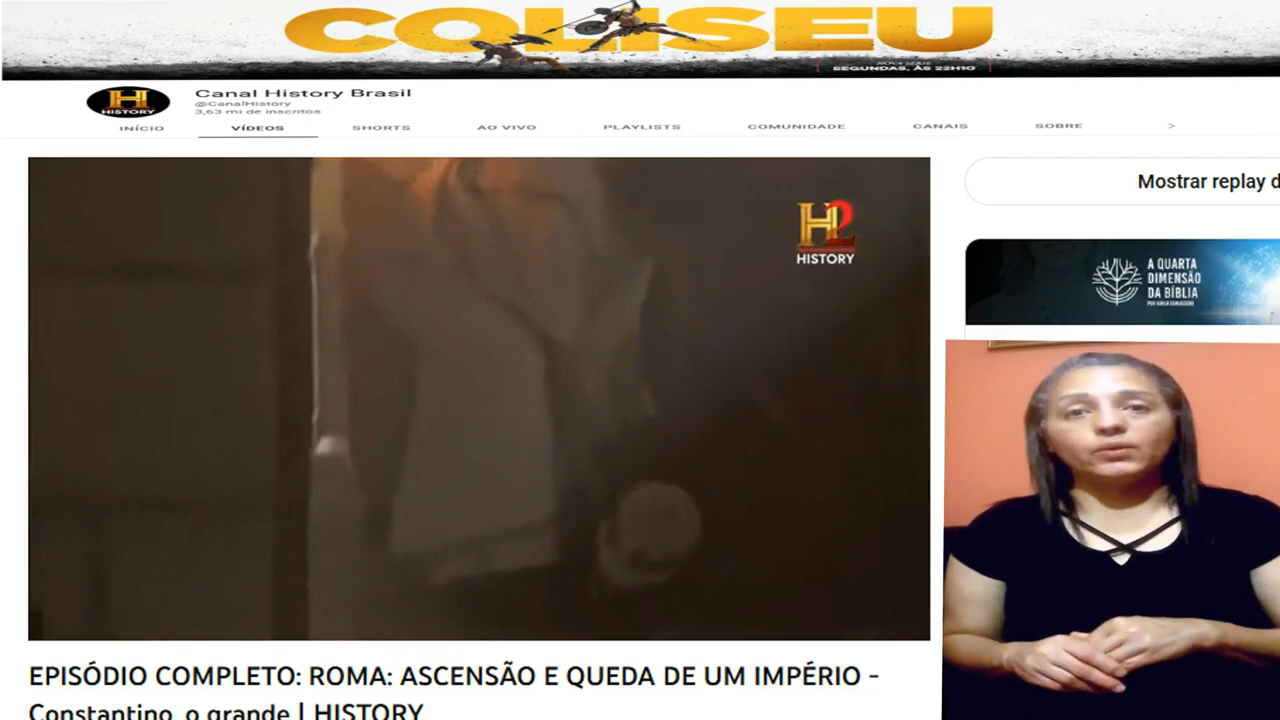 COLISEU
NOVA SÉRIE
SEGUNDAS, ÀS 22H10
HISTORY
Canal History Brasil
@CanalHistory
3,63 mi de inscritos
INÍCIO VÍDEOS SHORTS AO VIVO PLAYLISTS COMUNIDADE CANAIS SOBRE >
Mostrar replay d
H2
HISTORY
A QUARTA
DIMENSÃO
DA BÍBLIA
EPISÓDIO COMPLETO: ROMA: ASCENSÃO E QUEDA DE UM IMPÉRIO -
Constantino, o grande | HISTORY